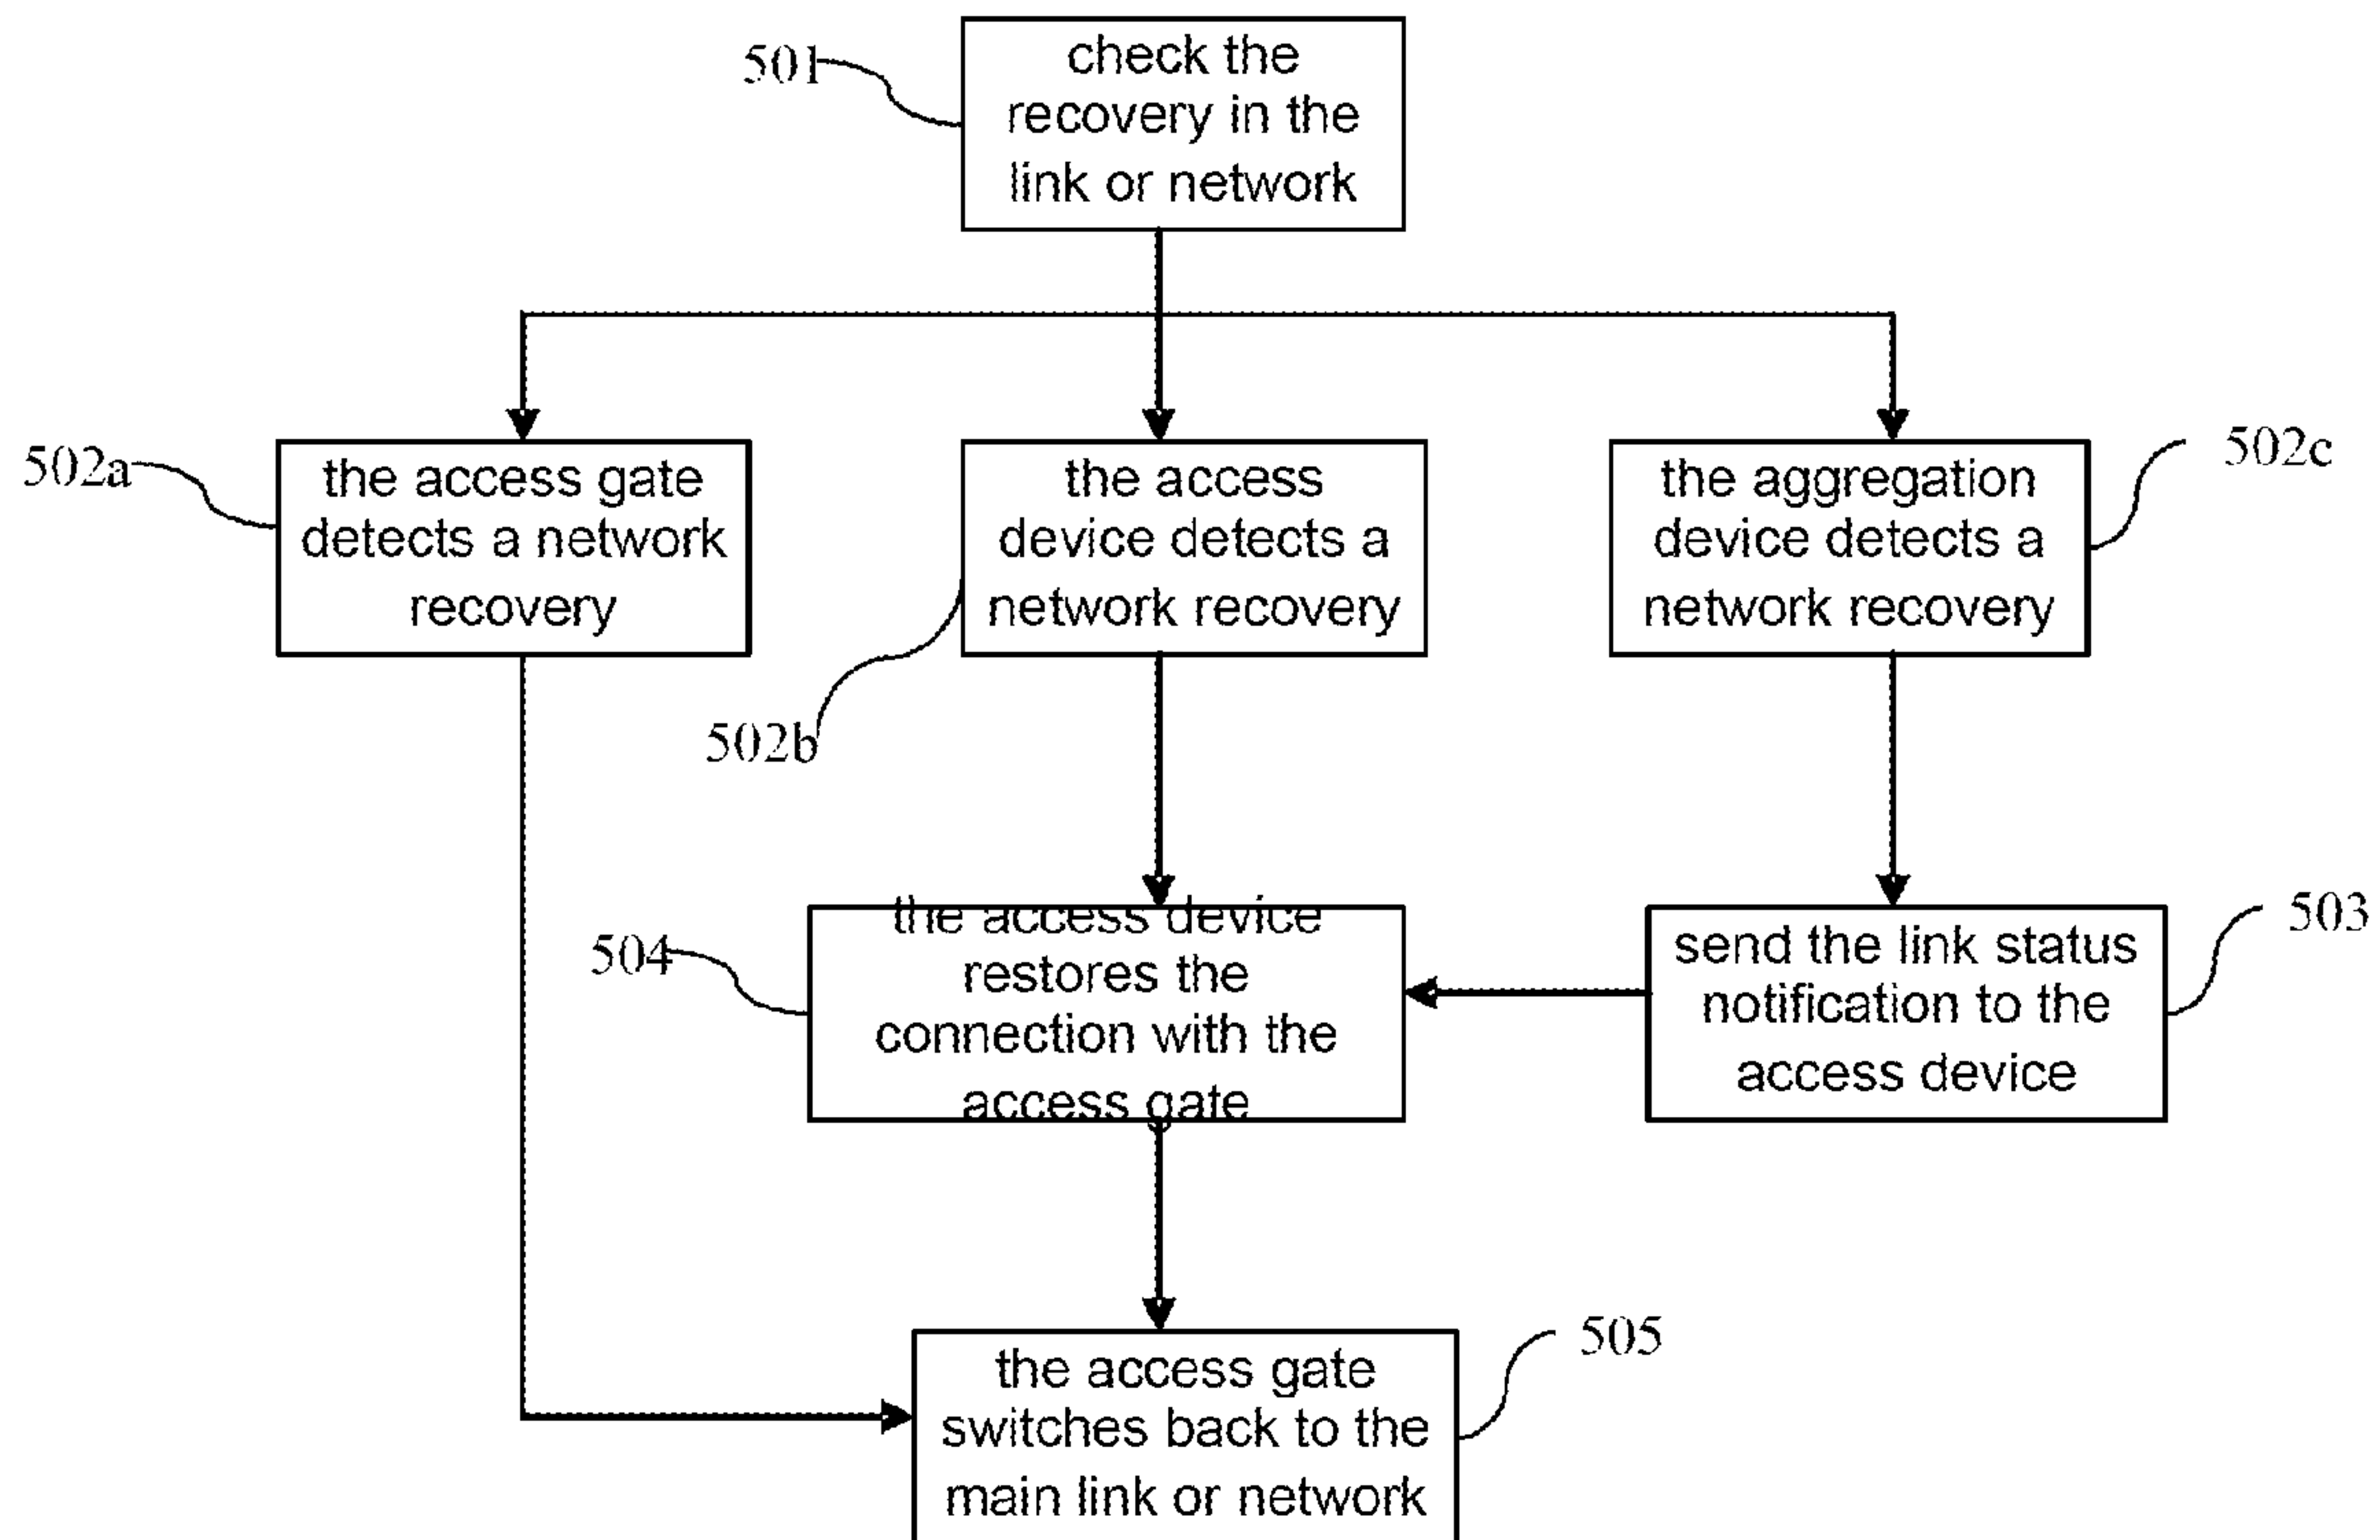 501
check the
recovery in the
link or network
502a
the access gate
detects a network
recovery
502b
the access
device detects a
network recovery
502c
the aggregation
device detects a
network recovery
504
the access device
restores the
connection with the
access gate
503
send the link status
notification to the
access device
505
the access gate
switches back to the
main link or network